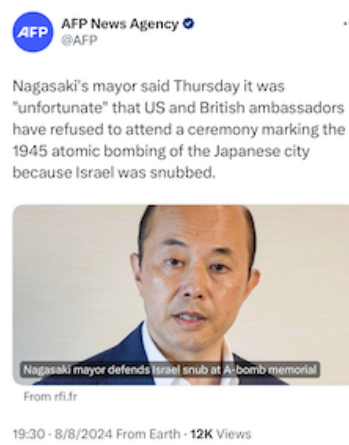 AFP
AFP News Agency
@AFP
Nagasaki's mayor said Thursday it was
"unfortunate" that US and British ambassadors
have refused to attend a ceremony marking the
1945 atomic bombing of the Japanese city
because Israel was snubbed.
Nagasaki mayor defends Israel snub at A-bomb memorial
From rfi.fr
19:30 · 8/8/2024 From Earth · 12K Views